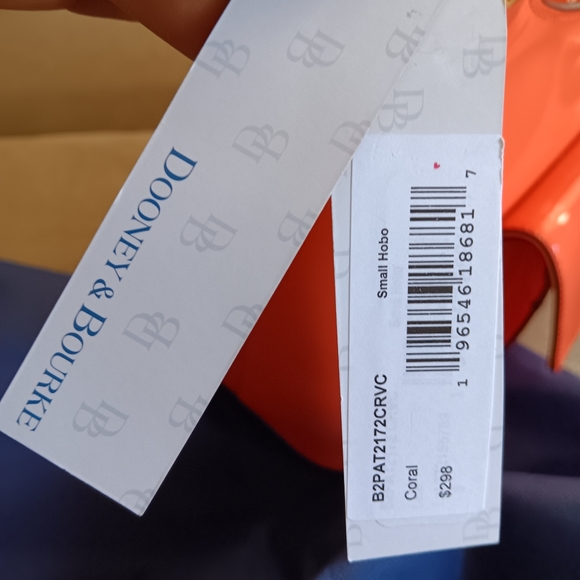 DOONEY & BOURKE
Small Hobo
1 96546 18681 7
B2PAT2172CRVC
Coral
$298